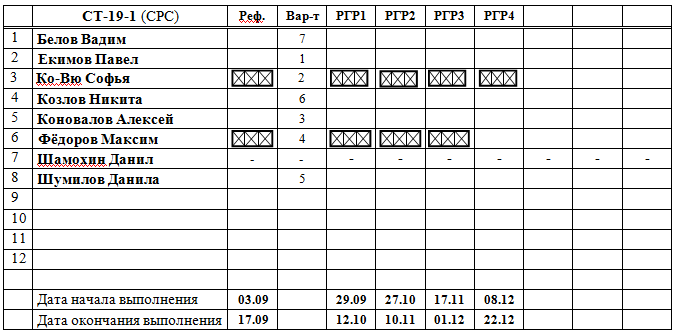 СТ-19-1 (СРС) Реф. Вар-т РГР1 РГР2 РГР3 РГР4
1 Белов Вадим 7
2 Екимов Павел 1
3 Ко-Вю Софья 2
4 Козлов Никита 6
5 Коновалов Алексей 3
6 Фёдоров Максим 4
7 Шамохин Данил - - - - - - - - -
8 Шумилов Данила 5
9
10
11
12
Дата начала выполнения 03.09 29.09 27.10 17.11 08.12
Дата окончания выполнения 17.09 12.10 10.11 01.12 22.12